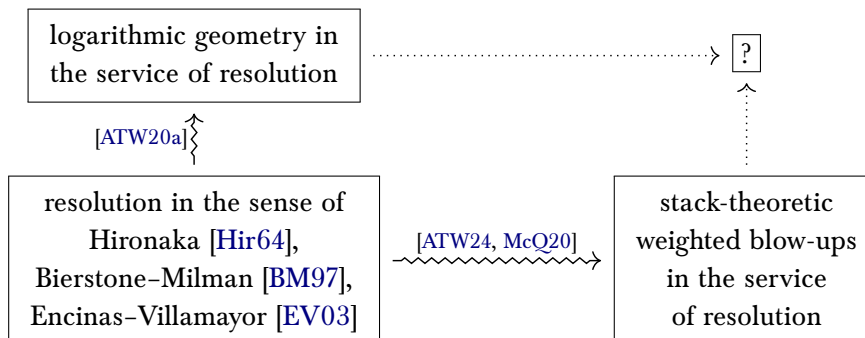 logarithmic geometry in
the service of resolution
?
[ATW20a]
resolution in the sense of
Hironaka [Hir64],
Bierstone–Milman [BM97],
Encinas–Villamayor [EV03]
[ATW24, McQ20]
stack-theoretic
weighted blow-ups
in the service
of resolution